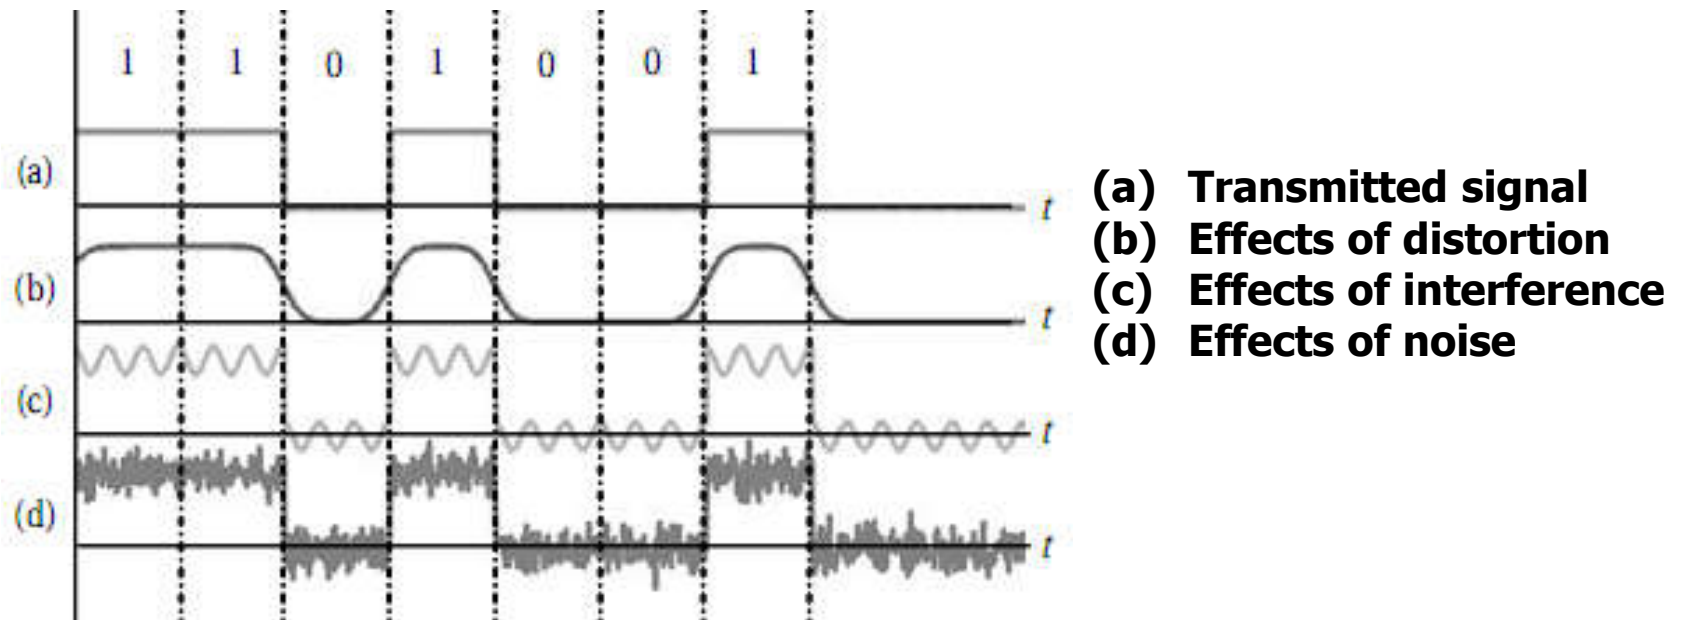 1 1 0 1 0 0 1
(a)
t
(b)
t
(c)
t
(d)
t
(a) Transmitted signal
(b) Effects of distortion
(c) Effects of interference
(d) Effects of noise